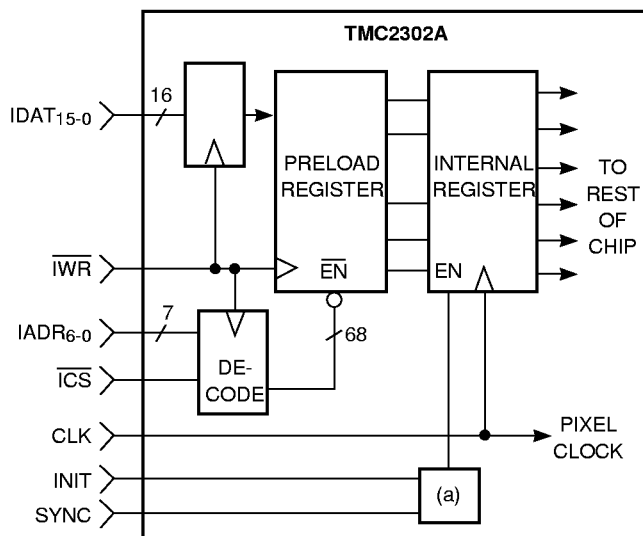 TMC2302A
IDAT15-0
16
PRELOAD
REGISTER
INTERNAL
REGISTER
TO
REST
OF
CHIP
IWR
EN
EN
IADR6-0
7
68
ICS
DE-
CODE
CLK
PIXEL
CLOCK
INIT
(a)
SYNC